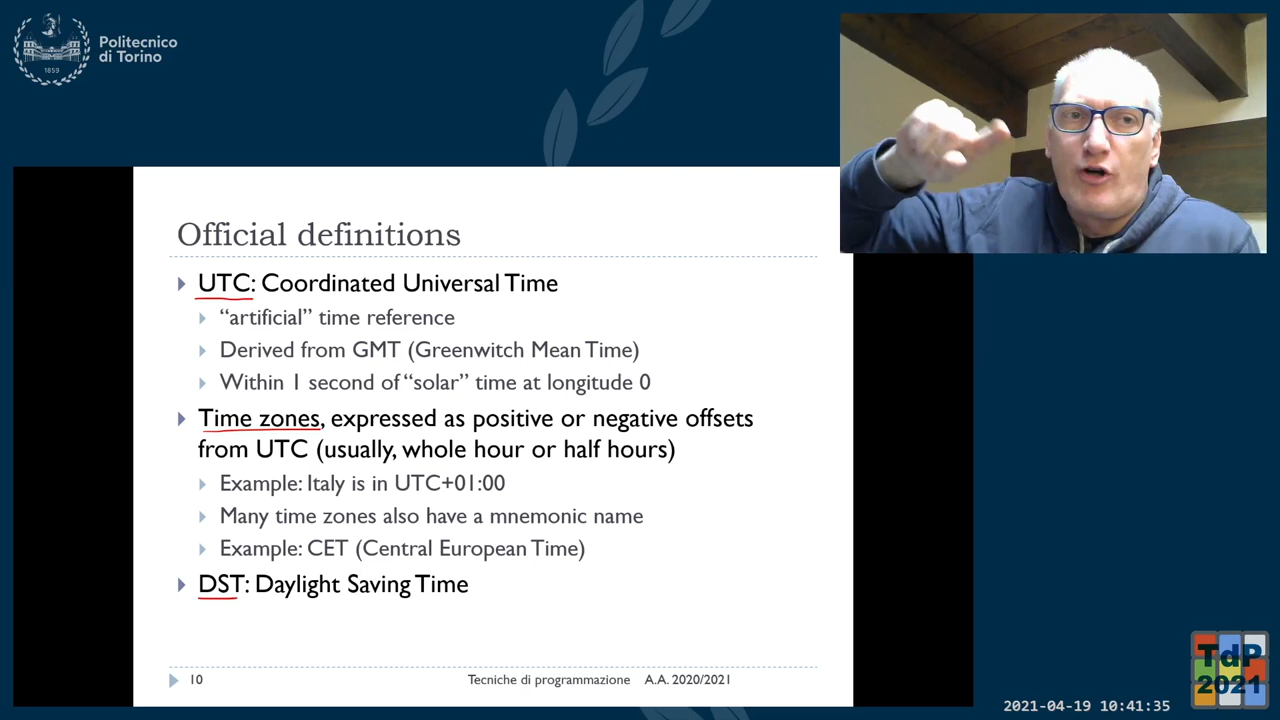 Politecnico
di Torino
1859
Official definitions
UTC: Coordinated Universal Time
“artificial” time reference
Derived from GMT (Greenwitch Mean Time)
Within 1 second of “solar” time at longitude 0
Time zones, expressed as positive or negative offsets
from UTC (usually, whole hour or half hours)
Example: Italy is in UTC+01:00
Many time zones also have a mnemonic name
Example: CET (Central European Time)
DST: Daylight Saving Time
10
Tecniche di programmazione A.A. 2020/2021
TdP
2021
2021-04-19 10:41:35